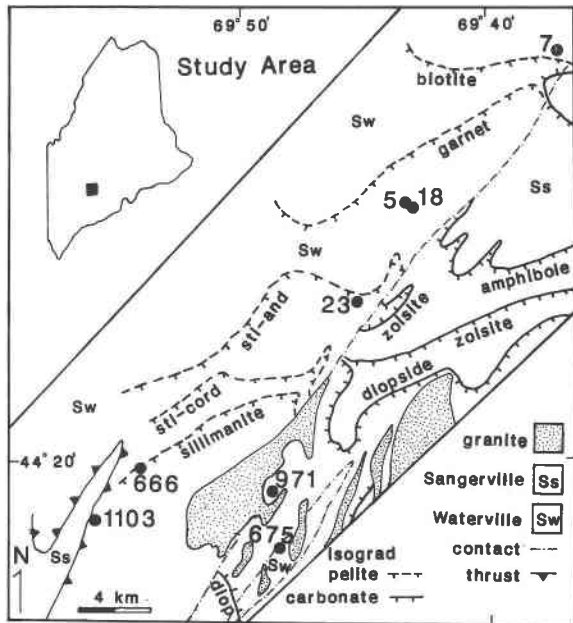 69° 50'
69° 40'
Study Area
7
biotite
Sw
garnet
5 18
Ss
Sw
23
zoisite
amphibole
sti-and
zoisite
diopside
Sw
sti-cord
sillimanite
granite
44° 20
666
971
Sangerville Ss
1103
675
Waterville Sw
Sw
Ss
Isograd
contact
N
pelite
thrust
4 km
diop
carbonate